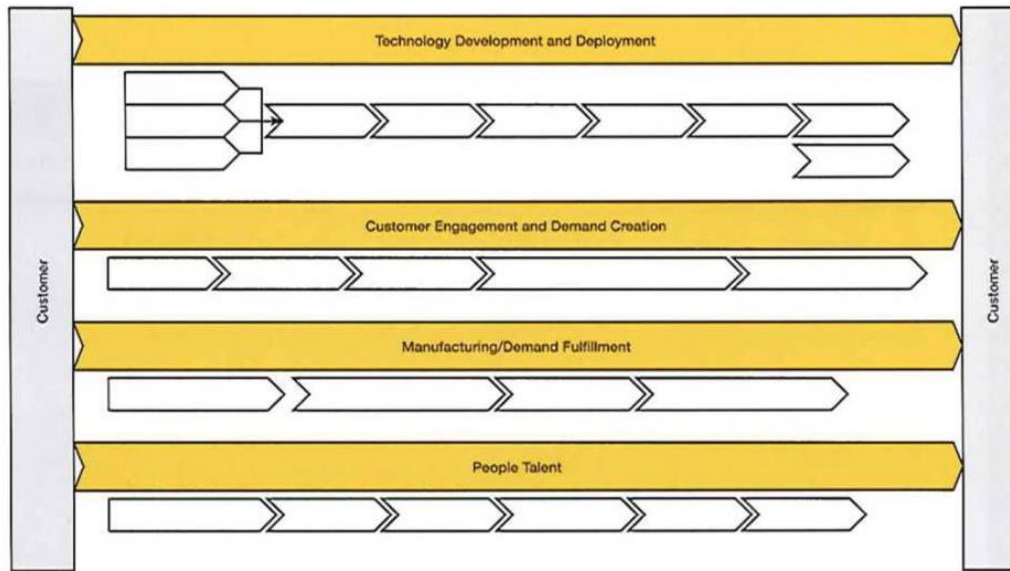 Technology Development and Deployment
Customer
Customer Engagement and Demand Creation
Customer
Manufacturing/Demand Fulfillment
People Talent